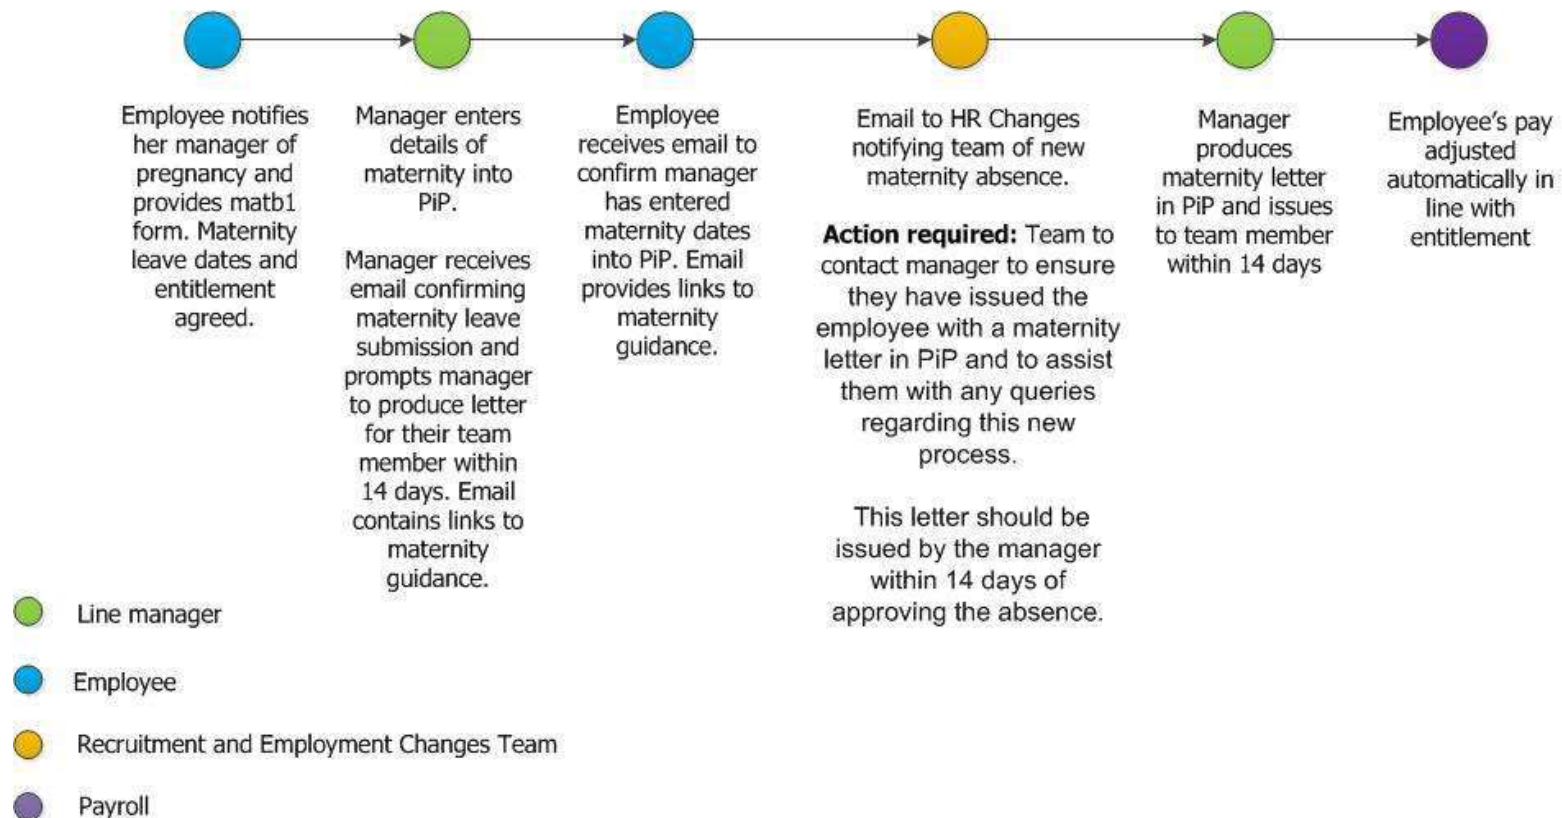 Employee notifies
her manager of
pregnancy and
provides matb1
form. Maternity
leave dates and
entitlement
agreed.
Manager enters
details of
maternity into
PiP.
Manager receives
email confirming
maternity leave
submission and
prompts manager
to produce letter
for their team
member within
14 days. Email
contains links to
maternity
guidance.
Employee
receives email to
confirm manager
has entered
maternity dates
into PiP. Email
provides links to
maternity
guidance.
Email to HR Changes
notifying team of new
maternity absence.
Action required: Team to
contact manager to ensure
they have issued the
employee with a maternity
letter in PiP and to assist
them with any queries
regarding this new
process.
This letter should be
issued by the manager
within 14 days of
approving the absence.
Manager
produces
maternity letter
in PiP and issues
to team member
within 14 days
Employee's pay
adjusted
automatically in
line with
entitlement
Line manager
Employee
Recruitment and Employment Changes Team
Payroll